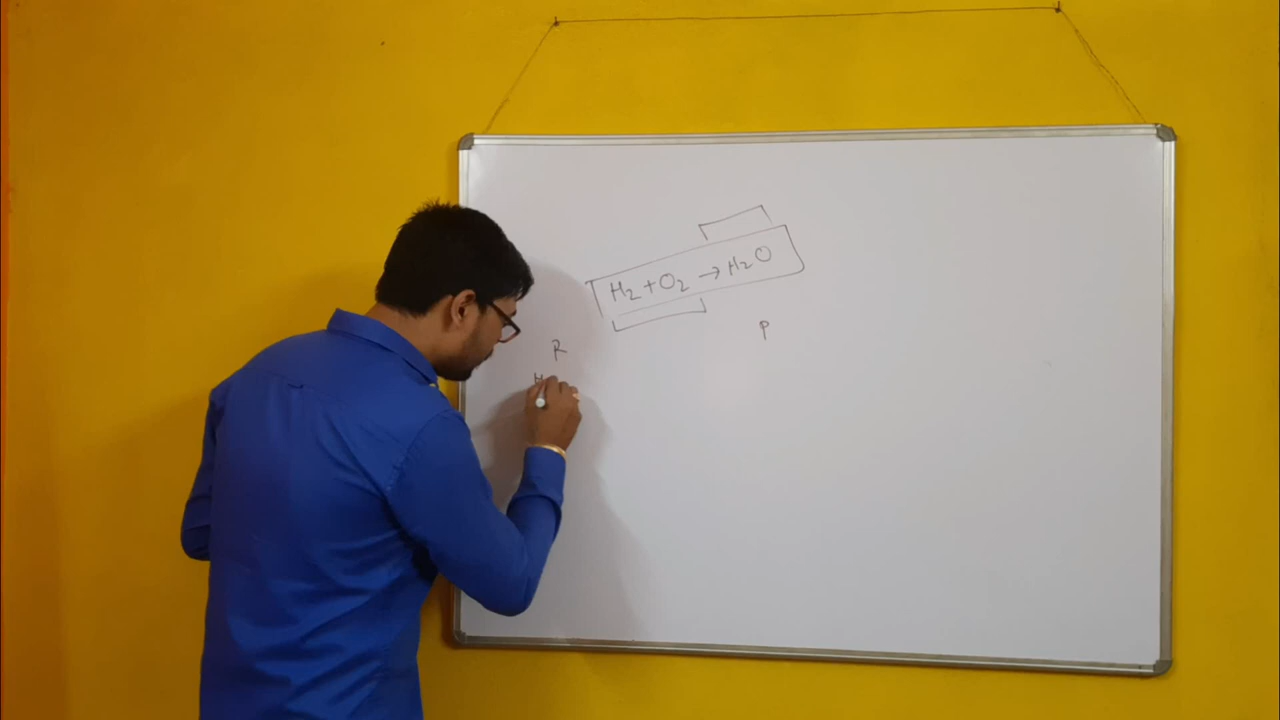 H2 + O2 → H2O
R P
H